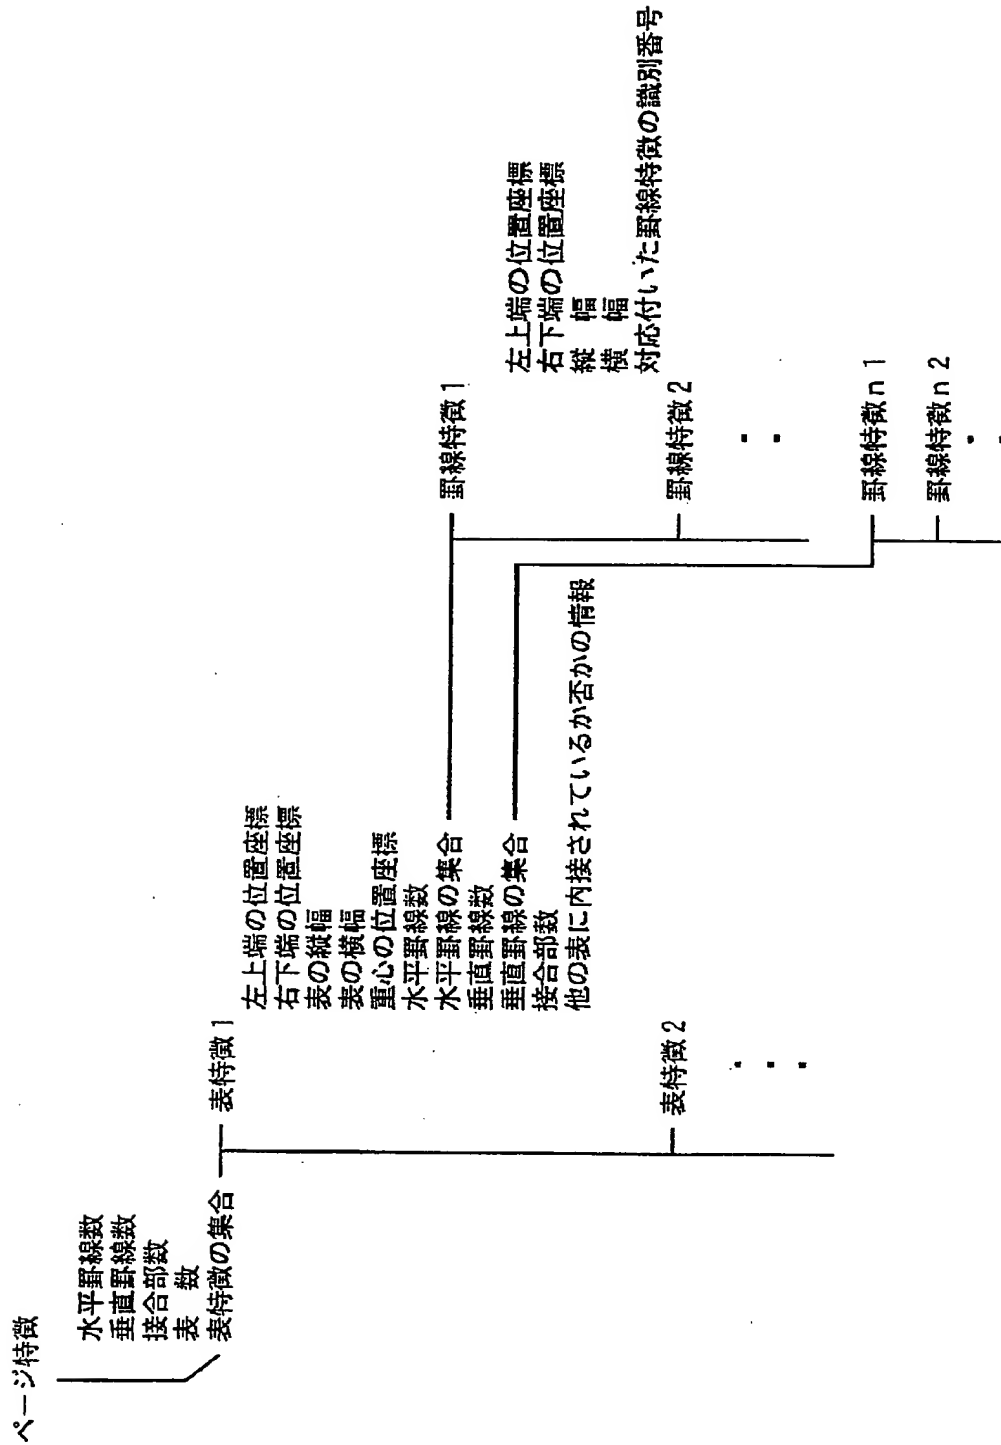 ページ特徴
水平罫線数
垂直罫線数
接合部数
表　数
表特徴の集合
表特徴1
左上端の位置座標
右下端の位置座標
表の縦幅
表の横幅
重心の位置座標
水平罫線数
水平罫線の集合
垂直罫線数
垂直罫線の集合
接合部数
他の表に内接されているか否かの情報
表特徴2
罫線特徴1
左上端の位置座標
右下端の位置座標
縦　幅
横　幅
対応付いた罫線特徴の識別番号
罫線特徴2
罫線特徴n1
罫線特徴n2